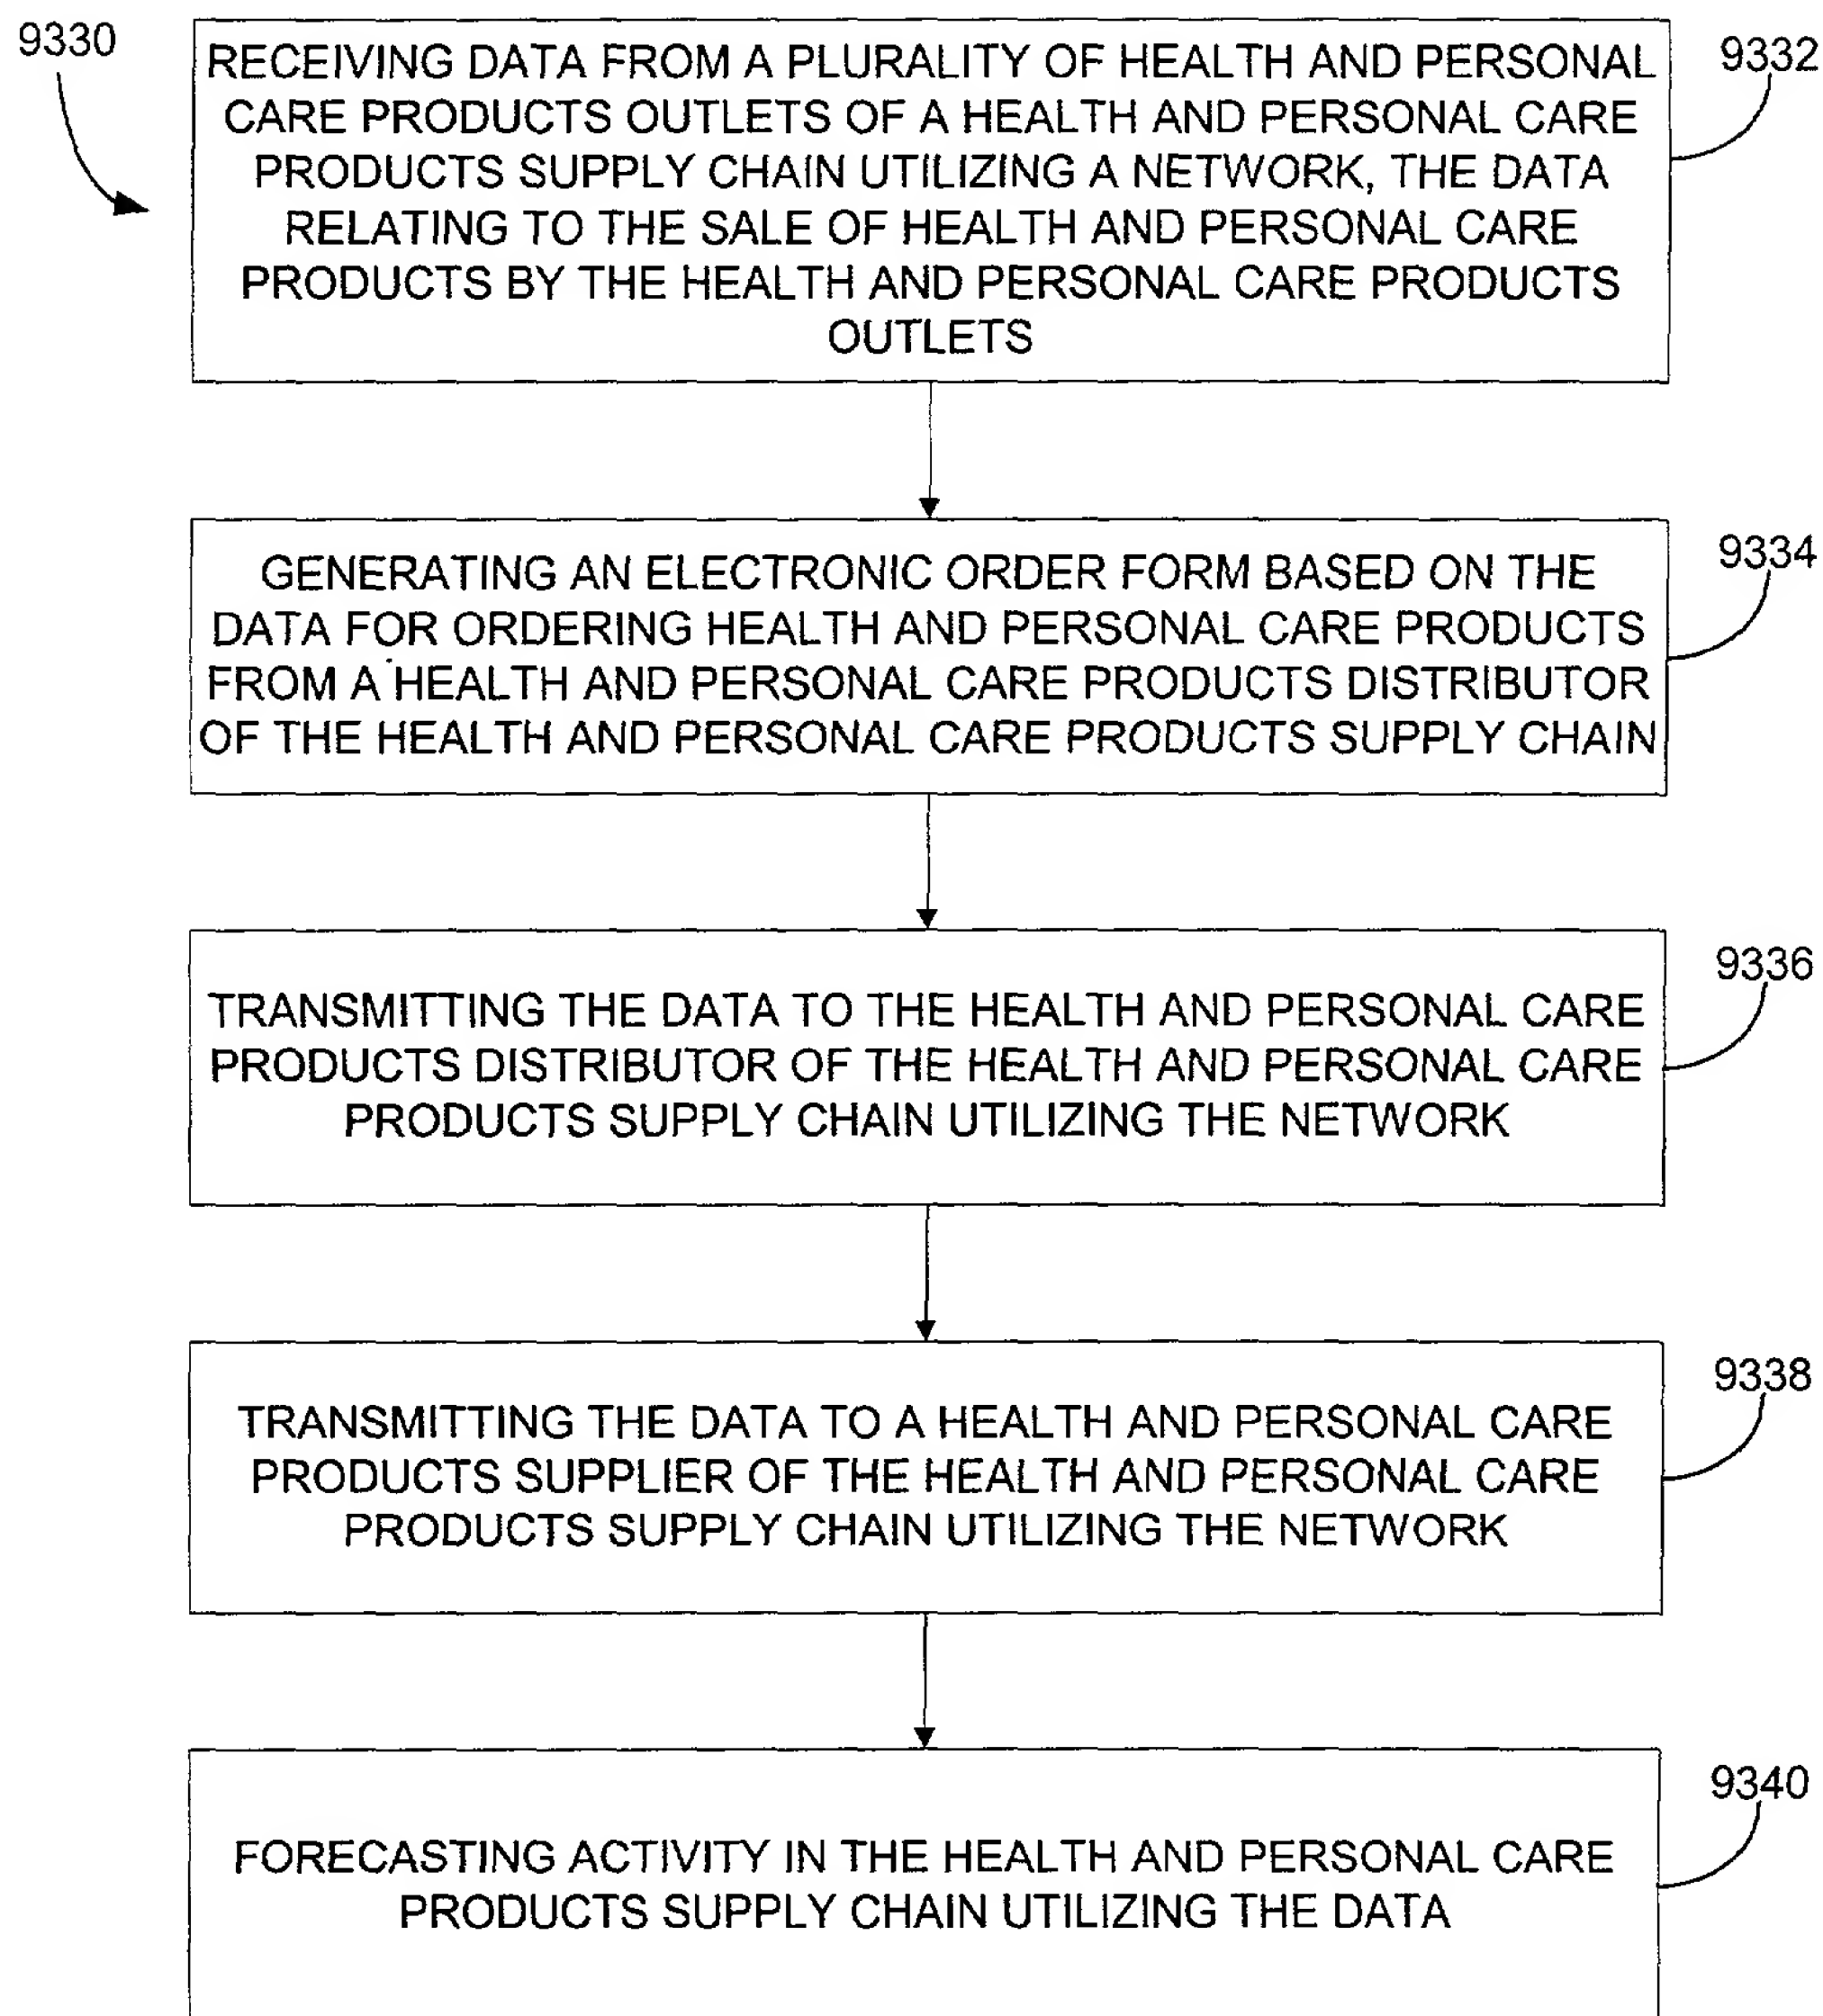 9330
RECEIVING DATA FROM A PLURALITY OF HEALTH AND PERSONAL
CARE PRODUCTS OUTLETS OF A HEALTH AND PERSONAL CARE
PRODUCTS SUPPLY CHAIN UTILIZING A NETWORK, THE DATA
RELATING TO THE SALE OF HEALTH AND PERSONAL CARE
PRODUCTS BY THE HEALTH AND PERSONAL CARE PRODUCTS
OUTLETS
9332
GENERATING AN ELECTRONIC ORDER FORM BASED ON THE
DATA FOR ORDERING HEALTH AND PERSONAL CARE PRODUCTS
FROM A HEALTH AND PERSONAL CARE PRODUCTS DISTRIBUTOR
OF THE HEALTH AND PERSONAL CARE PRODUCTS SUPPLY CHAIN
9334
TRANSMITTING THE DATA TO THE HEALTH AND PERSONAL CARE
PRODUCTS DISTRIBUTOR OF THE HEALTH AND PERSONAL CARE
PRODUCTS SUPPLY CHAIN UTILIZING THE NETWORK
9336
TRANSMITTING THE DATA TO A HEALTH AND PERSONAL CARE
PRODUCTS SUPPLIER OF THE HEALTH AND PERSONAL CARE
PRODUCTS SUPPLY CHAIN UTILIZING THE NETWORK
9338
FORECASTING ACTIVITY IN THE HEALTH AND PERSONAL CARE
PRODUCTS SUPPLY CHAIN UTILIZING THE DATA
9340